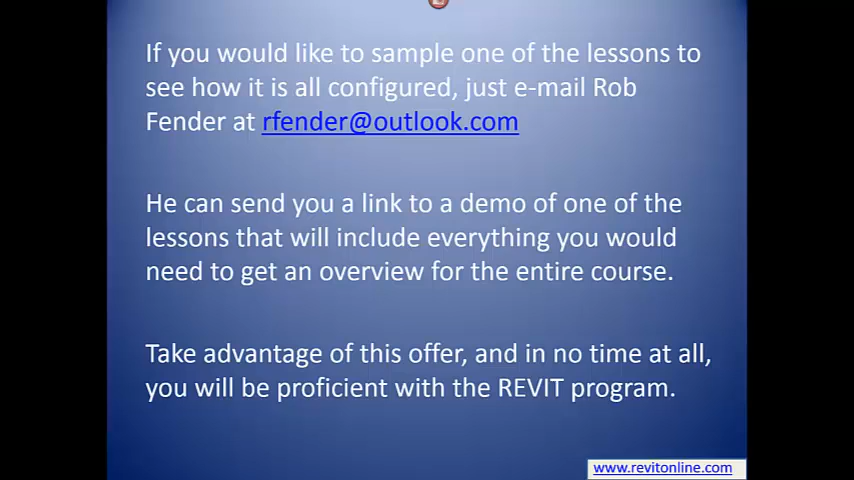 If you would like to sample one of the lessons to
see how it is all configured, just e-mail Rob
Fender at rfender@outlook.com
He can send you a link to a demo of one of the
lessons that will include everything you would
need to get an overview for the entire course.
Take advantage of this offer, and in no time at all,
you will be proficient with the REVIT program.
www.revitonline.com